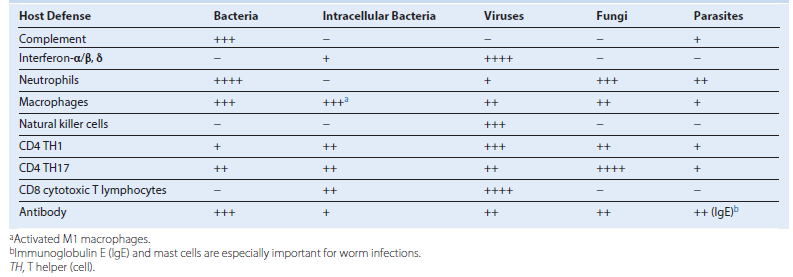 Host Defense Bacteria Intracellular Bacteria Viruses Fungi Parasites
Complement +++ – – – +
Interferon-α/β, δ – + ++++ – –
Neutrophils ++++ – + +++ ++
Macrophages +++ +++a ++ ++ +
Natural killer cells – – +++ – –
CD4 TH1 + ++ +++ ++ +
CD4 TH17 ++ ++ ++ ++++ +
CD8 cytotoxic T lymphocytes – ++ ++++ – –
Antibody +++ + ++ ++ ++ (IgE)b
aActivated M1 macrophages.
bImmunoglobulin E (IgE) and mast cells are especially important for worm infections.
TH, T helper (cell).